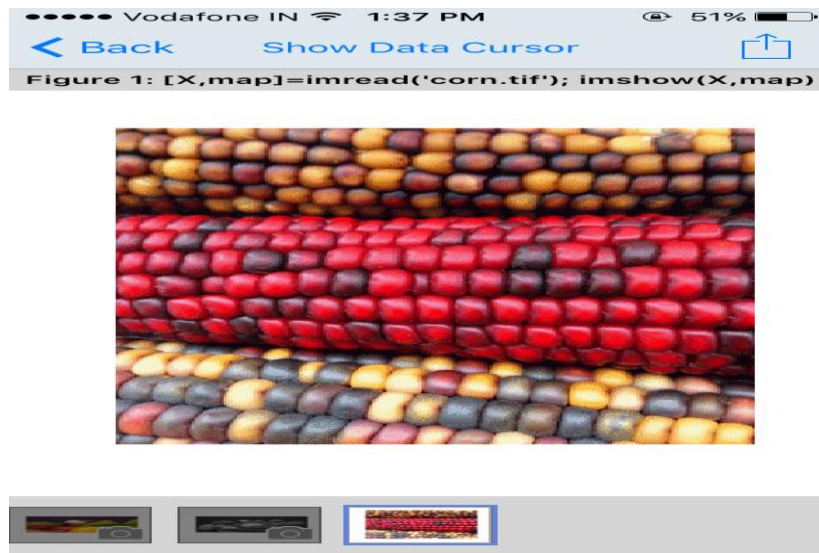 Vodafone IN 1:37 PM 51%
Back Show Data Cursor
Figure 1: [X,map]=imread('corn.tif'); imshow(X,map)